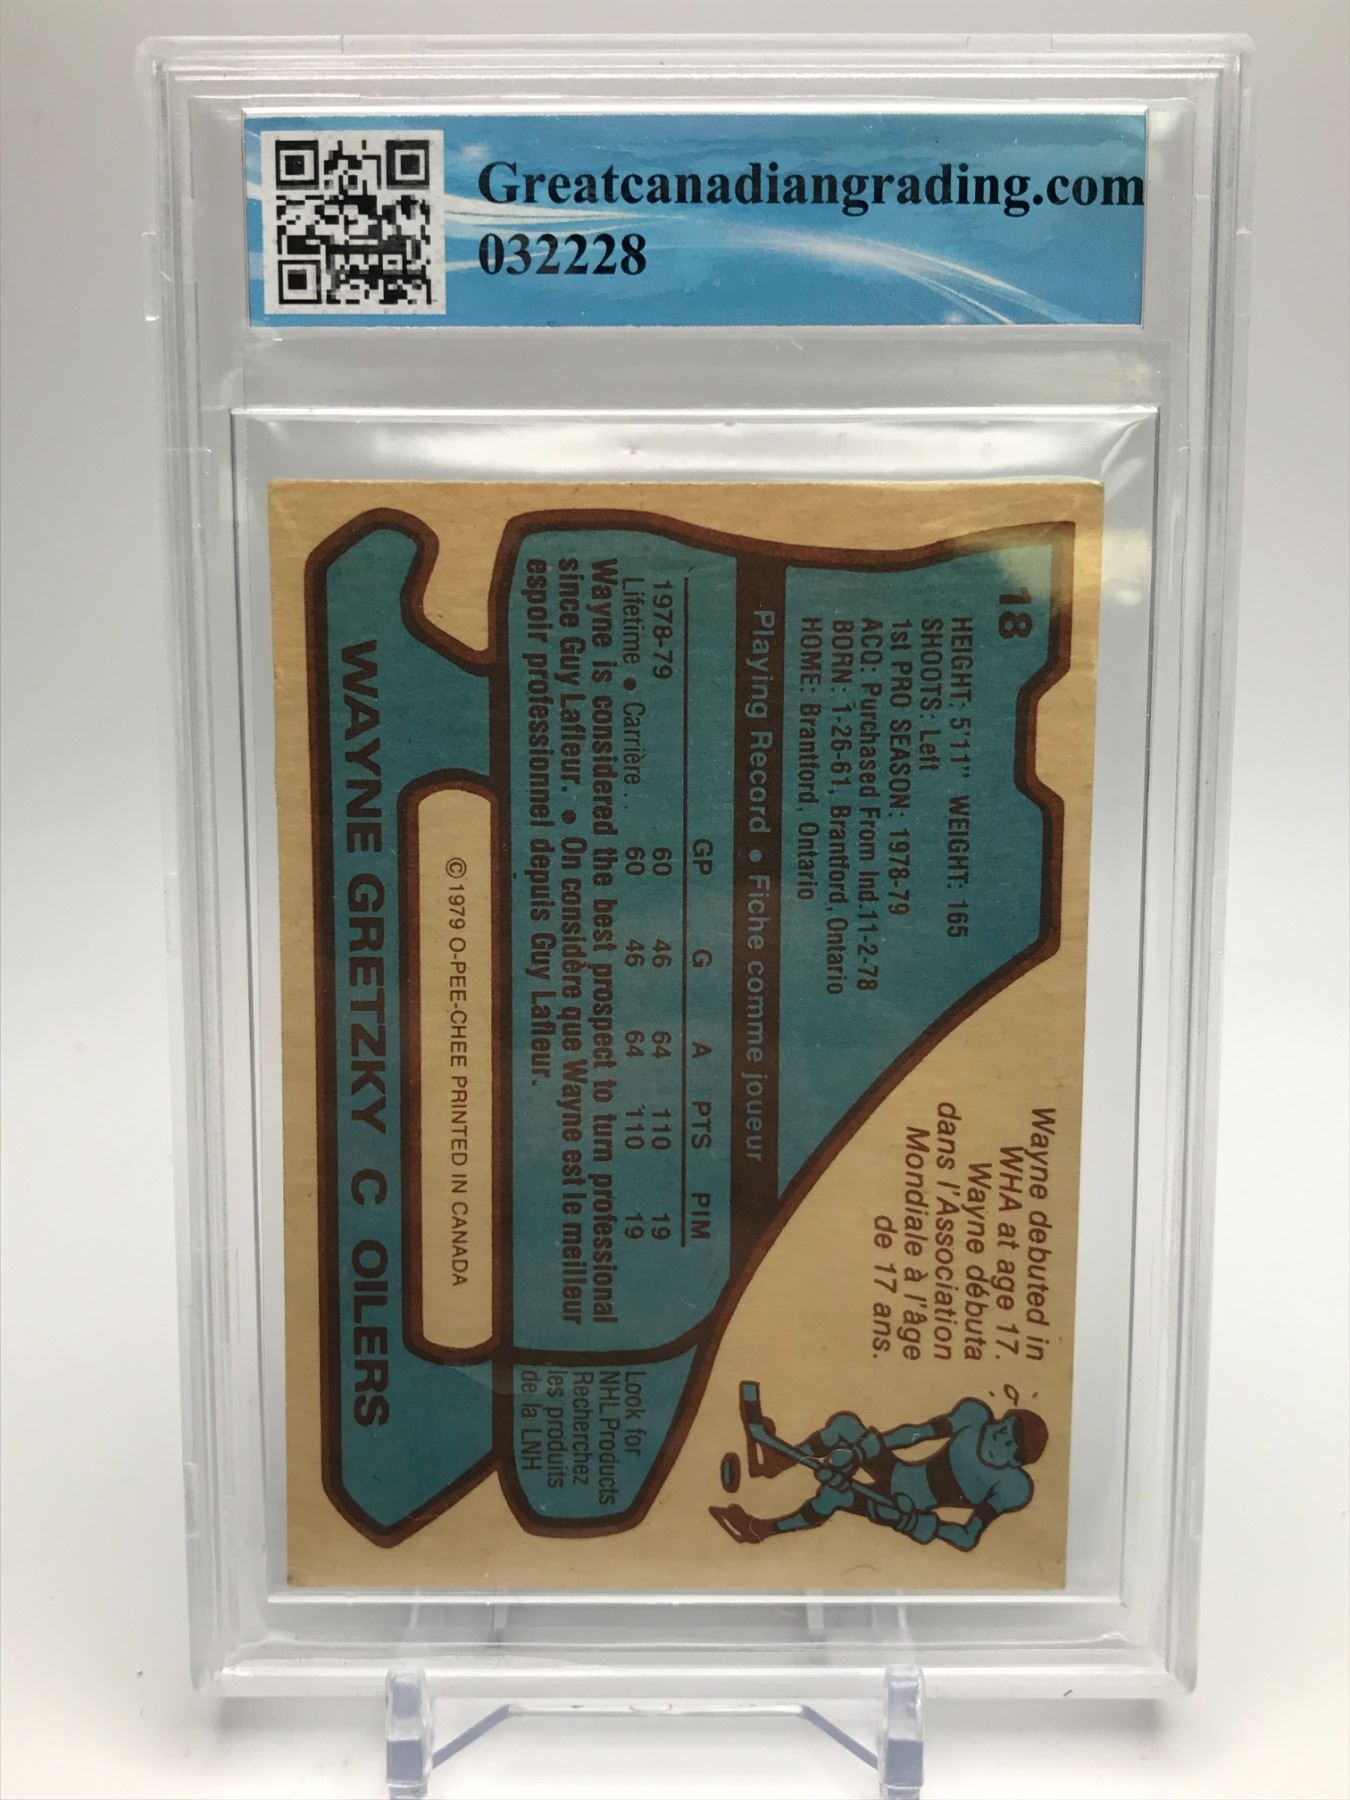 Greatcanadiangrading.com
032228
18
HEIGHT: 5'11" WEIGHT: 165
SHOOTS: Left
1st PRO SEASON: 1978-79
ACQ: Purchased From Ind.11-2-78
BORN: 1-26-61, Brantford, Ontario
HOME: Brantford, Ontario
Wayne debuted in
WHA at age 17.
Wayne débuta
dans l'Association
Mondiale à l'âge
de 17 ans.
Playing Record • Fiche comme joueur
GP G A PTS PIM
1978-79 60 46 64 110 19
Lifetime • Carrière.. 60 46 64 110 19
Wayne is considered the best prospect to turn professional
since Guy Lafleur. • On considère que Wayne est le meilleur
espoir professionnel depuis Guy Lafleur.
Look for
NHL Products
Recherchez
les produits
de la LNH
© 1979 O-PEE-CHEE PRINTED IN CANADA
WAYNE GRETZKY C OILERS